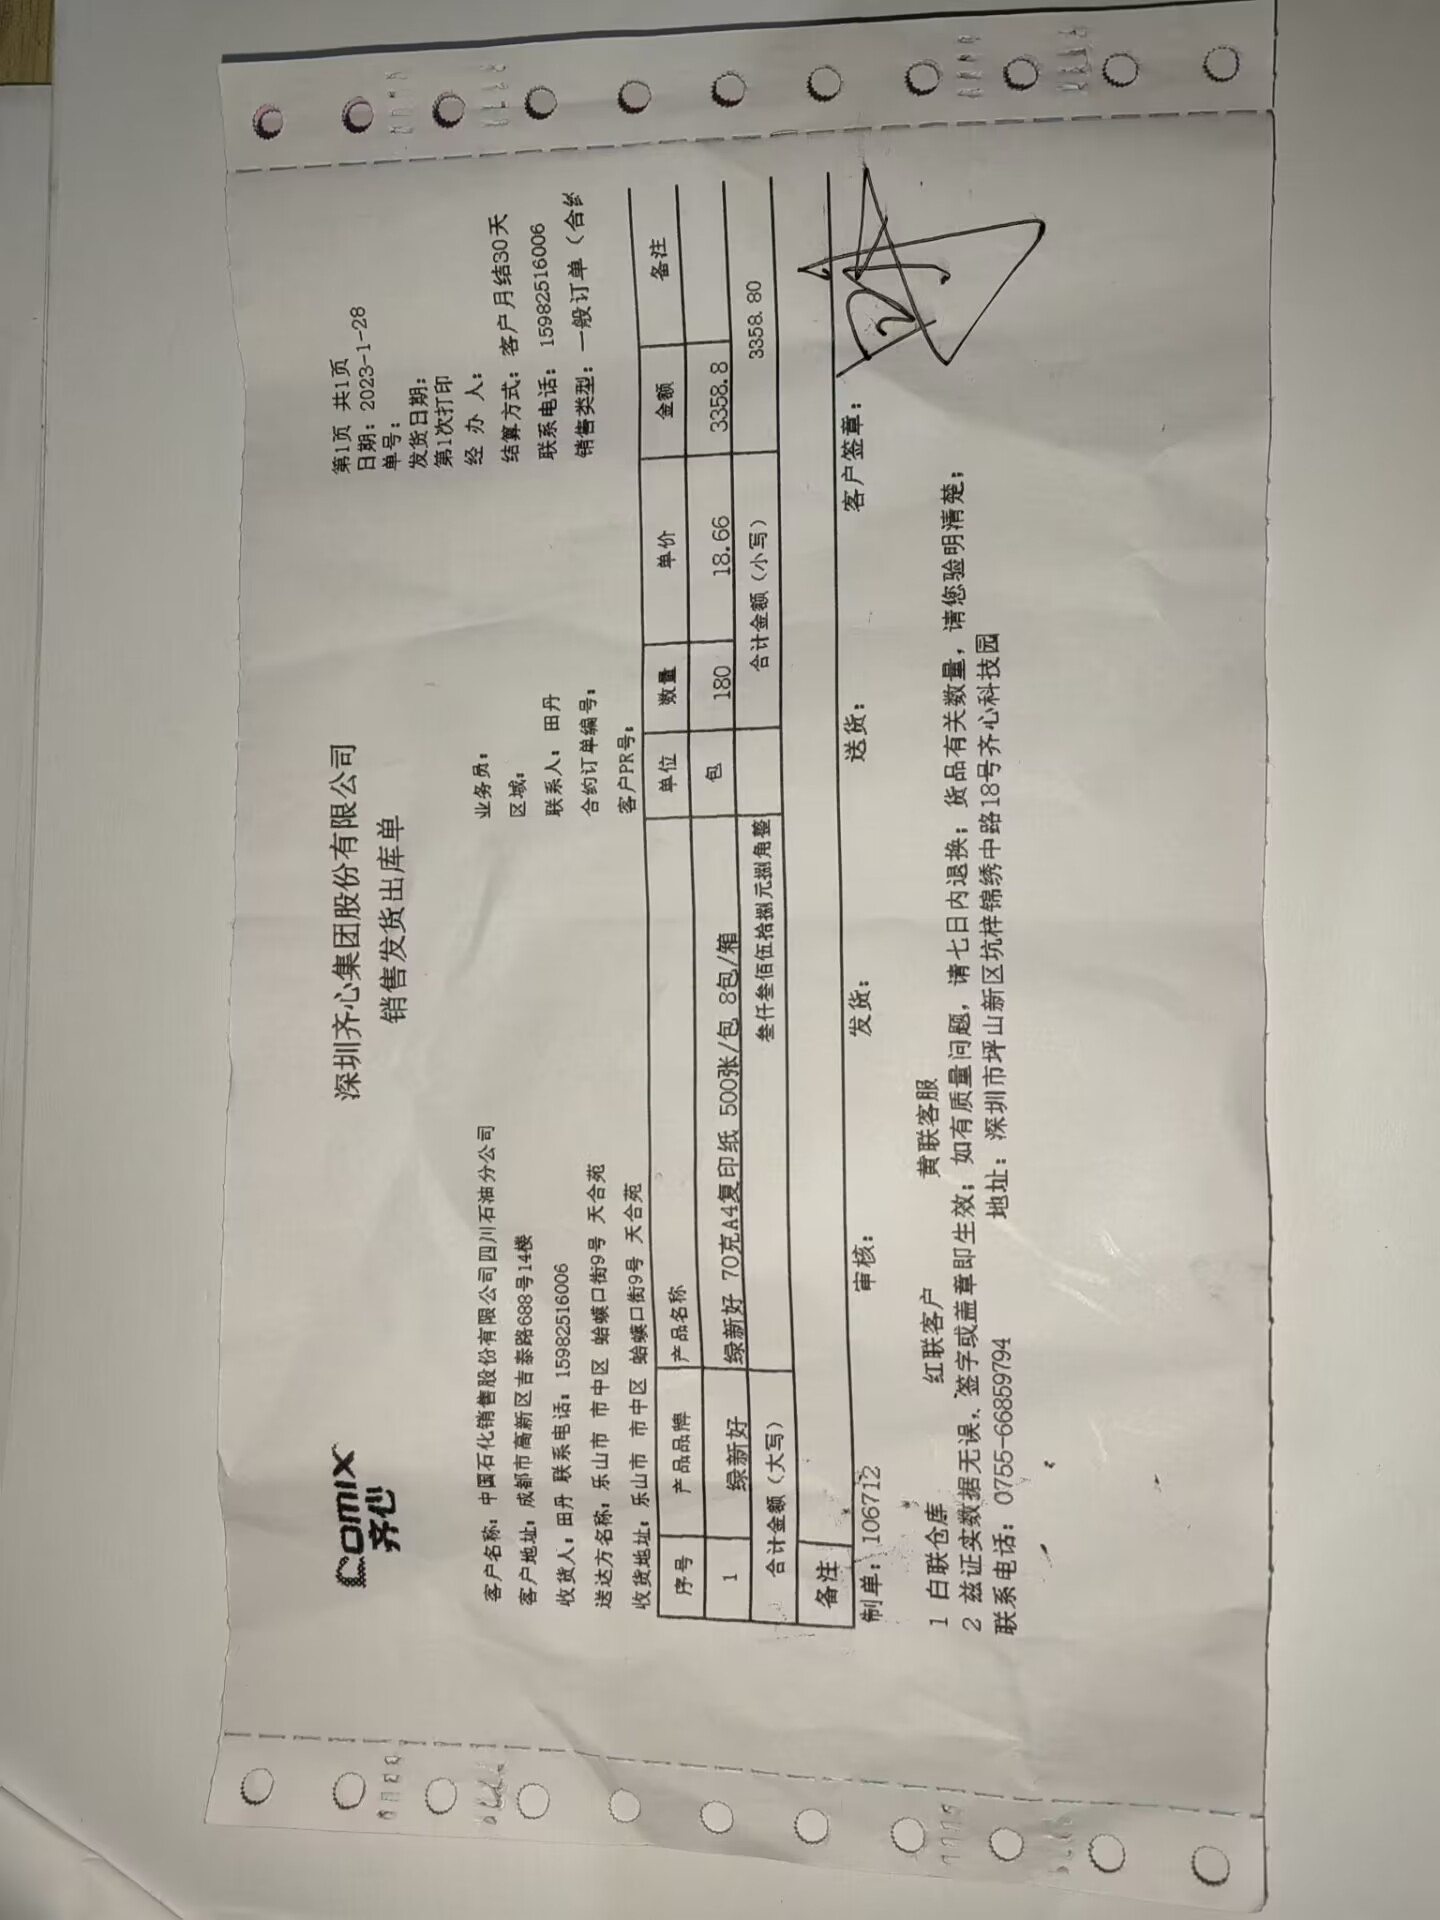 comix
齐心
深圳齐心集团股份有限公司
销售发货出库单
第1页 共1页
日期：2023-1-28
单号：
发货日期：
第1次打印
客户名称：中国石化销售股份有限公司四川石油分公司 业务员： 经 办 人：
客户地址：成都市高新区吉泰路688号14楼 区域： 结算方式：客户月结30天
收货人：田丹 联系电话：15982516006 联系人：田丹 联系电话：15982516006
送达方名称：乐山市 市中区 蛤蟆口街9号 天合苑 合约订单编号： 销售类型：一般订单（合
收货地址：乐山市 市中区 蛤蟆口街9号 天合苑 客户PR号：
序号 产品品牌 产品名称 单位 数量 单价 金额 备注
1 绿新好 绿新好 70克A4复印纸 500张/包 8包/箱 包 180 18.66 3358.8
合计金额（大写） 叁仟叁佰伍拾捌元捌角整 合计金额（小写） 3358.80
备注
制单：106712 审核： 发货： 送货： 客户签章：
1 白联仓库 红联客户 黄联客服
2 兹证实数据无误、签字或盖章即生效；如有质量问题，请七日内退换；货品有关数量，请您验明清楚；
联系电话：0755-66859794 地址：深圳市坪山新区坑梓锦绣中路18号齐心科技园